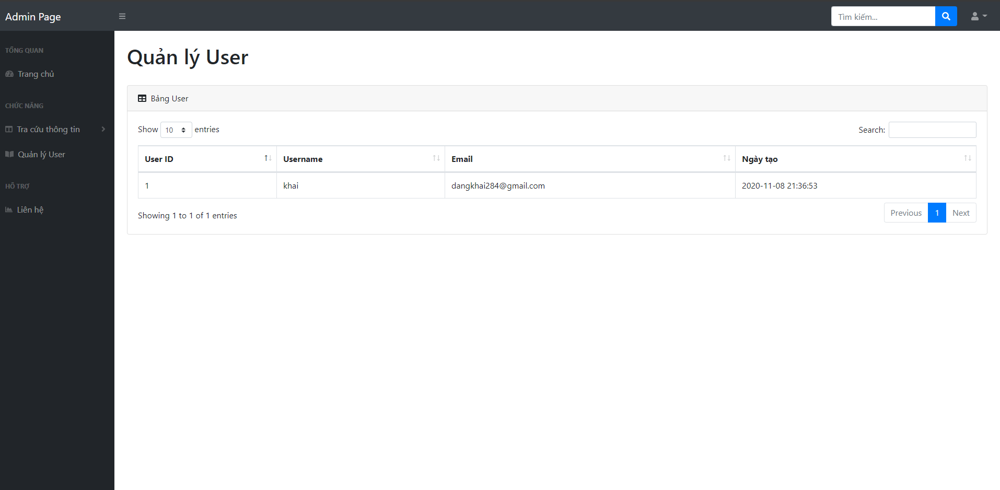 Admin Page
Tìm kiếm...
TỔNG QUAN
Trang chủ
CHỨC NĂNG
Tra cứu thông tin
Quản lý User
HỖ TRỢ
Liên hệ
Quản lý User
Bảng User
Show 10 entries
Search:
User ID Username Email Ngày tạo
1 khai dangkhai284@gmail.com 2020-11-08 21:36:53
Showing 1 to 1 of 1 entries
Previous 1 Next